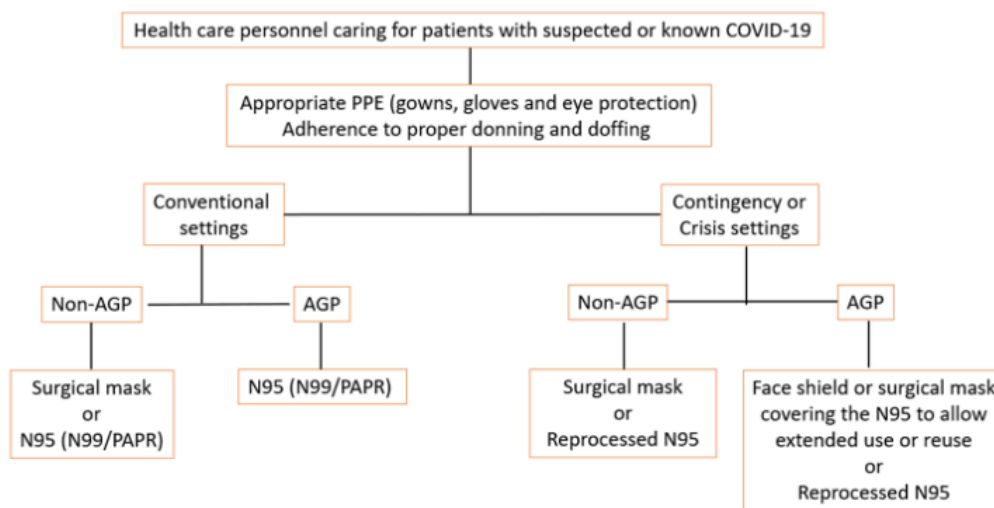 Health care personnel caring for patients with suspected or known COVID-19
Appropriate PPE (gowns, gloves and eye protection)
Adherence to proper donning and doffing
Conventional
settings
Contingency or
Crisis settings
Non-AGP
AGP
Non-AGP
AGP
Surgical mask
or
N95 (N99/PAPR)
N95 (N99/PAPR)
Surgical mask
or
Reprocessed N95
Face shield or surgical mask
covering the N95 to allow
extended use or reuse
or
Reprocessed N95